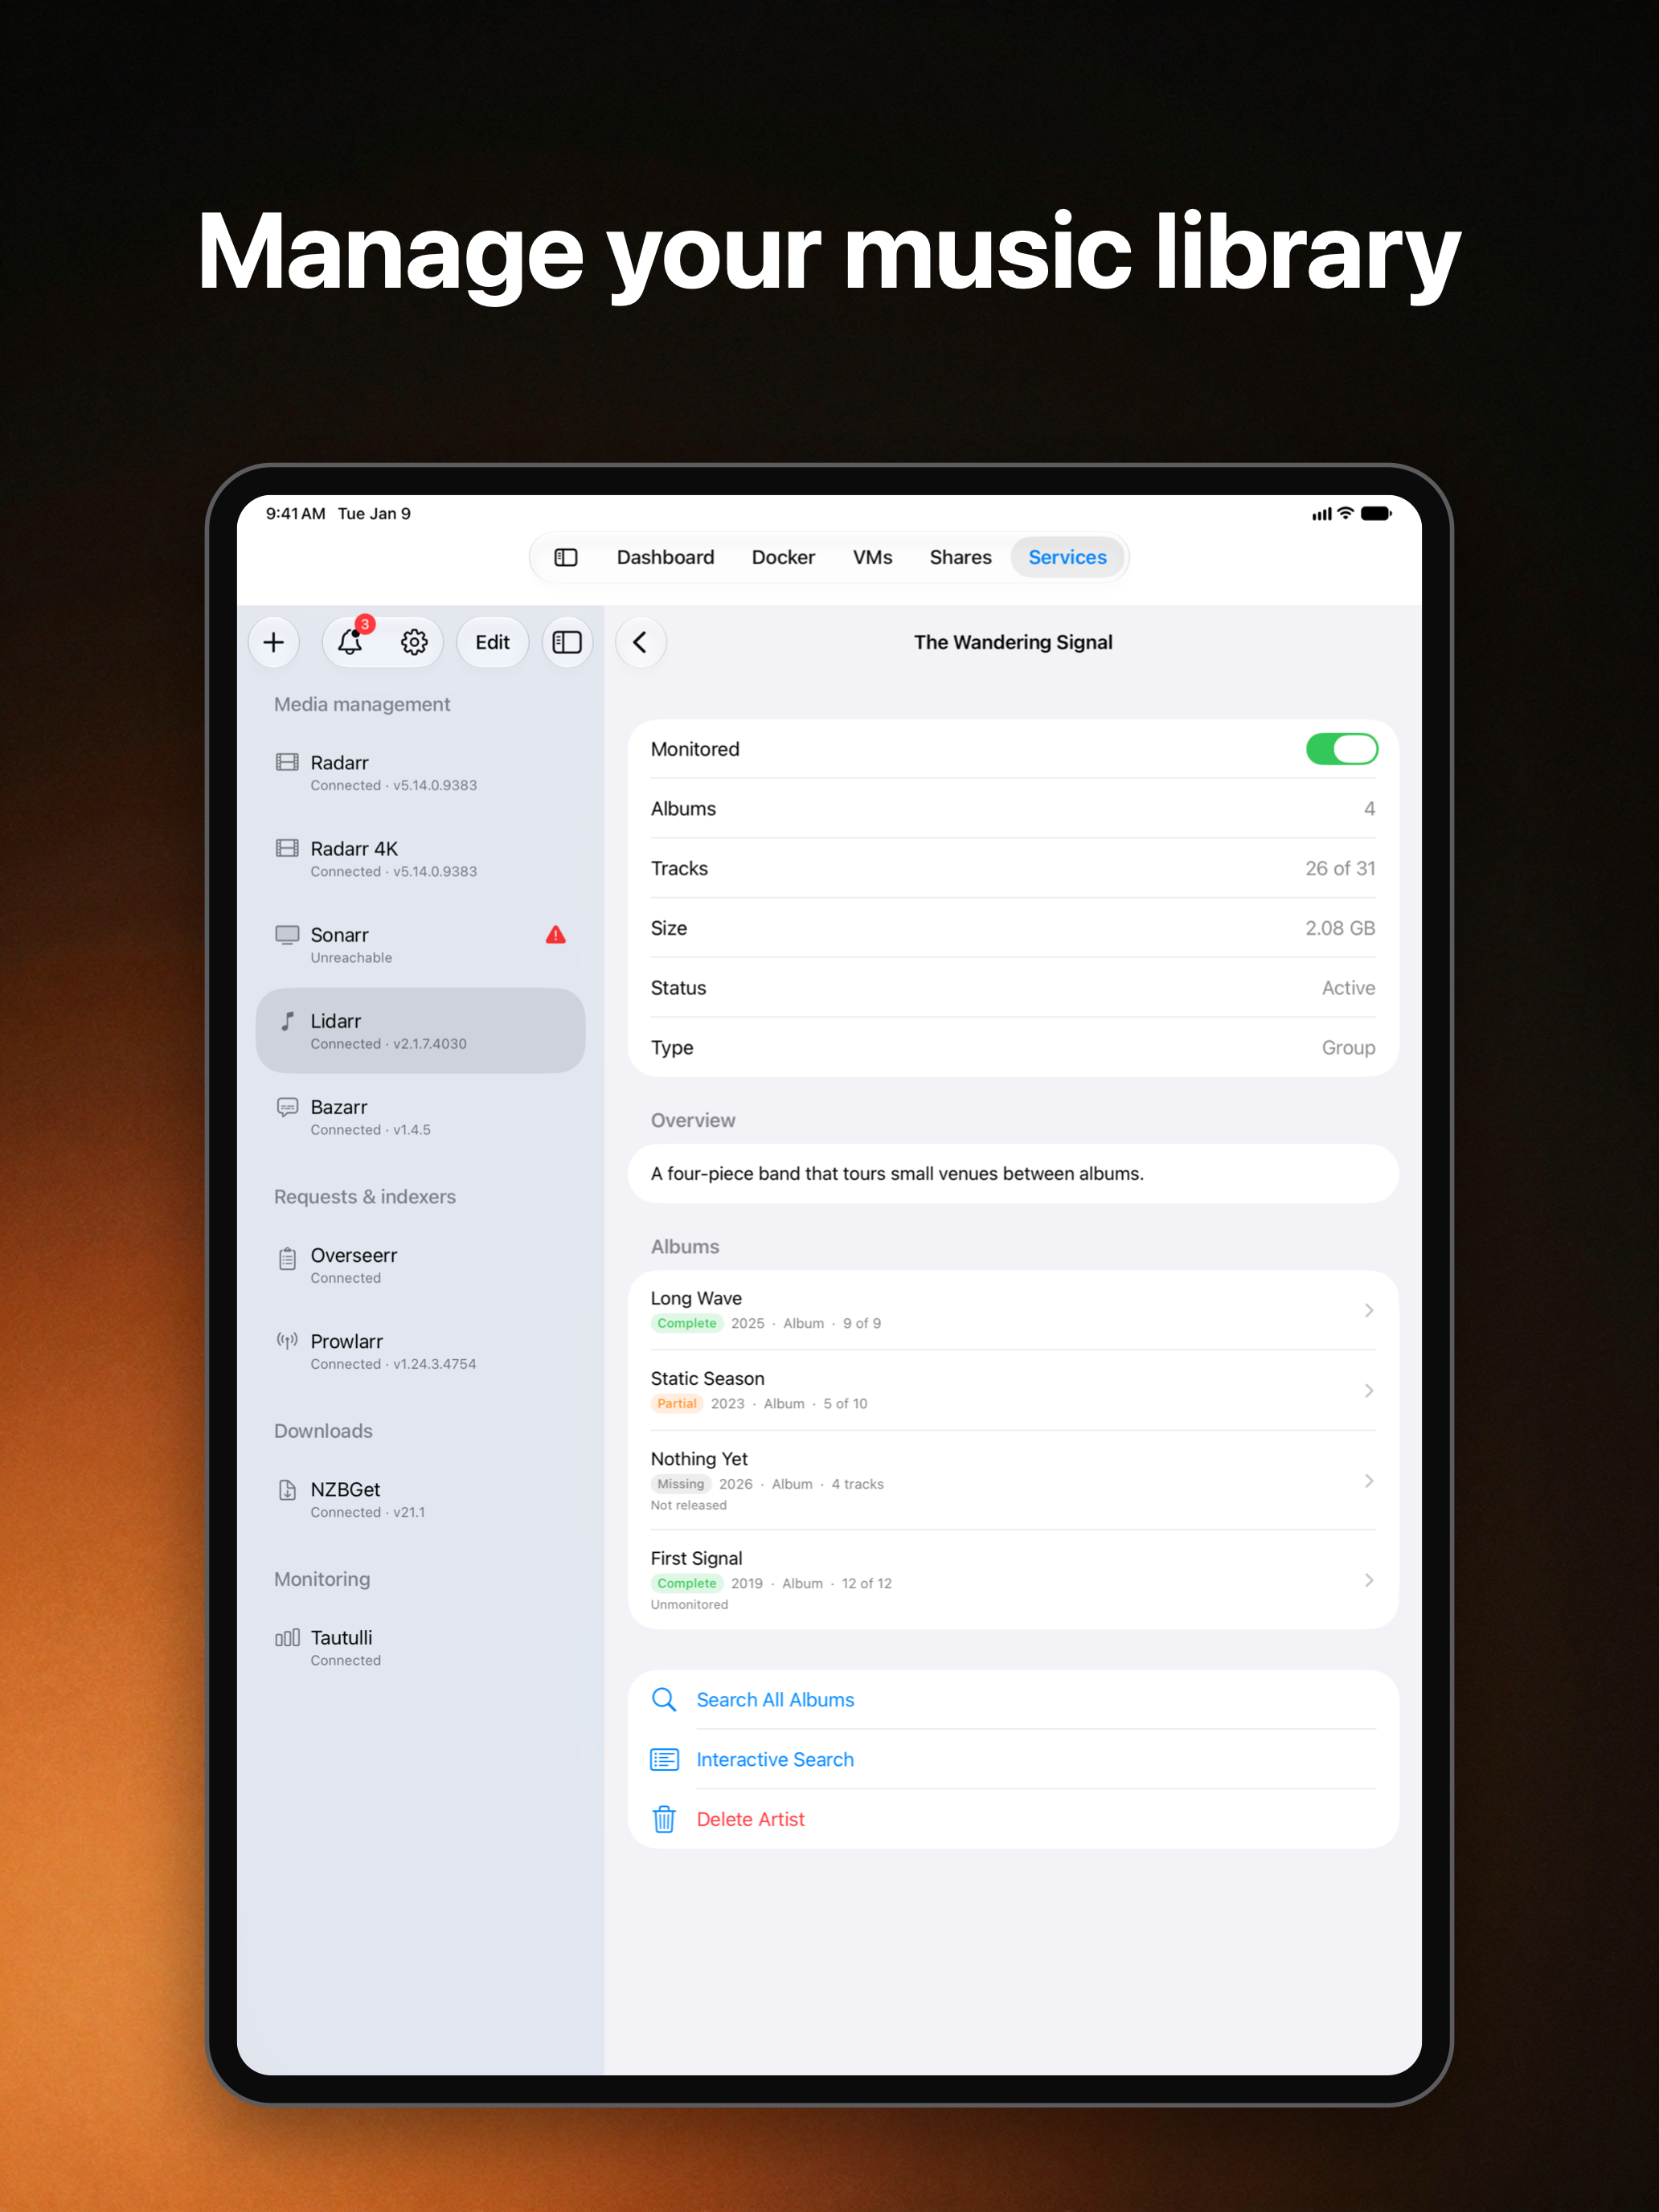 Manage your music library
9:41 AM Tue Jan 9
Dashboard Docker VMs Shares Services
3
Edit
The Wandering Signal
Media management
Radarr
Connected · v5.14.0.9383
Radarr 4K
Connected · v5.14.0.9383
Sonarr
Unreachable
Lidarr
Connected · v2.1.7.4030
Bazarr
Connected · v1.4.5
Requests & indexers
Overseerr
Connected
Prowlarr
Connected · v1.24.3.4754
Downloads
NZBGet
Connected · v21.1
Monitoring
Tautulli
Connected
Monitored
Albums 4
Tracks 26 of 31
Size 2.08 GB
Status Active
Type Group
Overview
A four-piece band that tours small venues between albums.
Albums
Long Wave
Complete 2025 · Album · 9 of 9
Static Season
Partial 2023 · Album · 5 of 10
Nothing Yet
Missing 2026 · Album · 4 tracks
Not released
First Signal
Complete 2019 · Album · 12 of 12
Unmonitored
Search All Albums
Interactive Search
Delete Artist